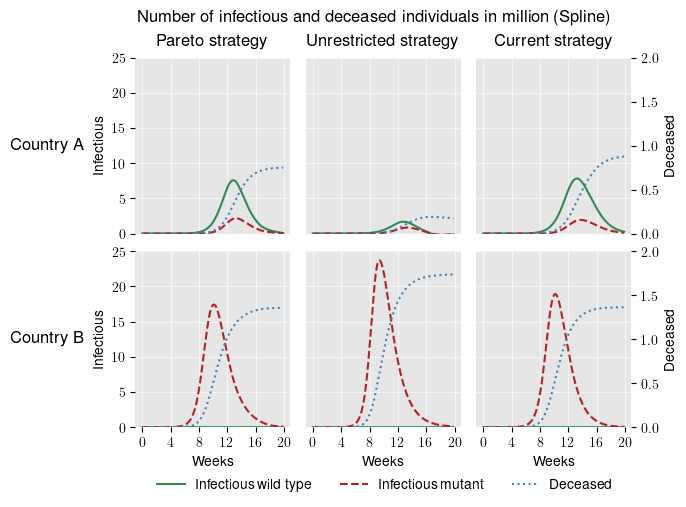 Number of infectious and deceased individuals in million (Spline)
Pareto strategy Unrestricted strategy Current strategy
Country A
Infectious
25
20
15
10
5
0
2.0
1.5
1.0
0.5
0.0
Deceased
Country B
Infectious
25
20
15
10
5
0
2.0
1.5
1.0
0.5
0.0
Deceased
0 4 8 12 16 20 0 4 8 12 16 20 0 4 8 12 16 20
Weeks Weeks Weeks
Infectious wild type Infectious mutant Deceased